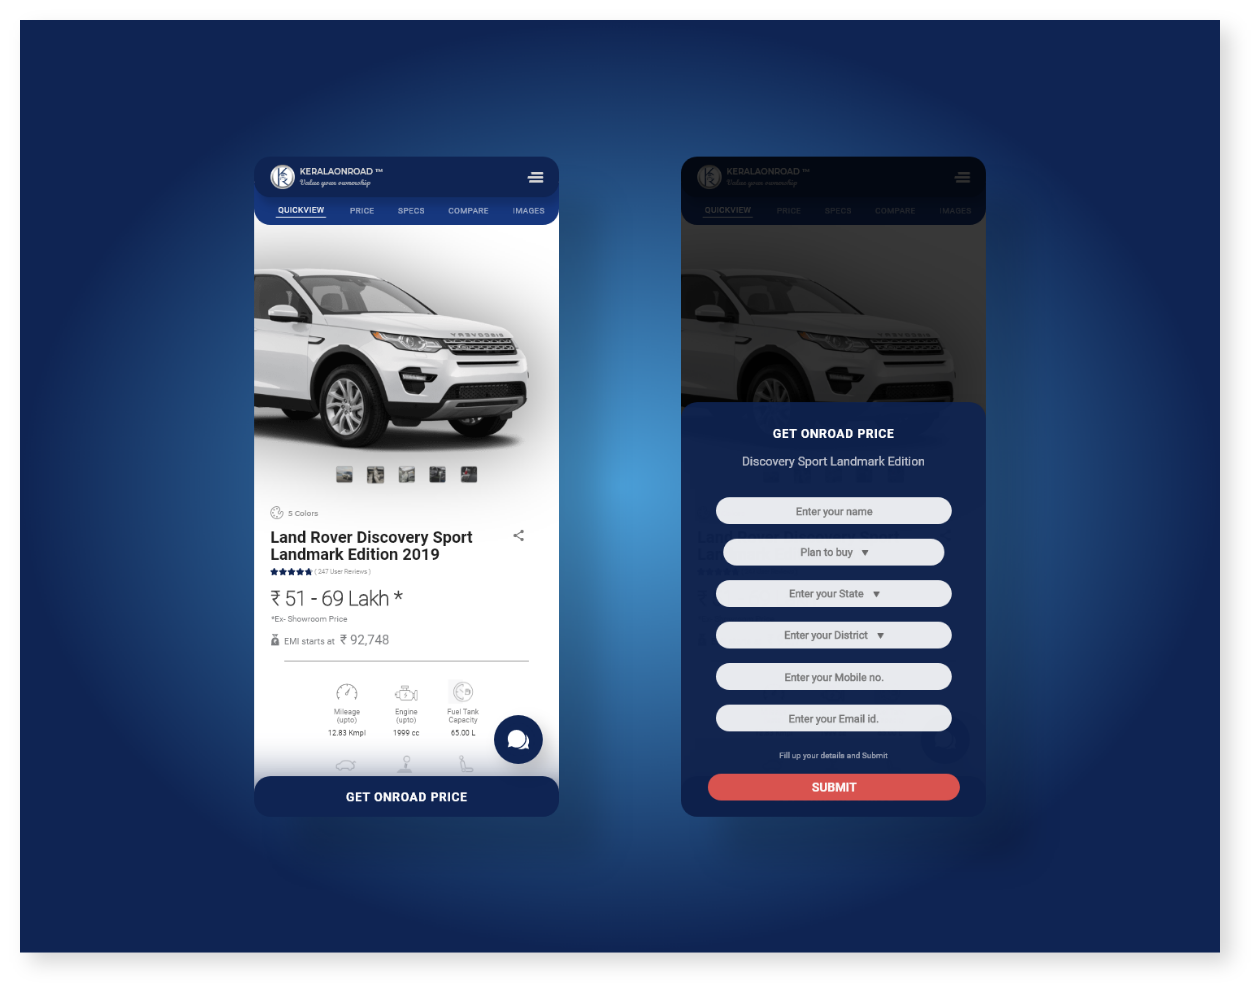 KERALAONROAD ™
Value your ownership
QUICKVIEW PRICE SPECS COMPARE IMAGES
5 Colors
Land Rover Discovery Sport
Landmark Edition 2019
( 247 User Reviews )
₹ 51 - 69 Lakh *
*Ex- Showroom Price
EMI starts at ₹ 92,748
Mileage
(upto)
12.83 Kmpl
Engine
(upto)
1999 cc
Fuel Tank
Capacity
65.00 L
GET ONROAD PRICE
KERALAONROAD ™
Value your ownership
QUICKVIEW PRICE SPECS COMPARE IMAGES
GET ONROAD PRICE
Discovery Sport Landmark Edition
Enter your name
Plan to buy ▼
Enter your State ▼
Enter your District ▼
Enter your Mobile no.
Enter your Email id.
Fill up your details and Submit
SUBMIT